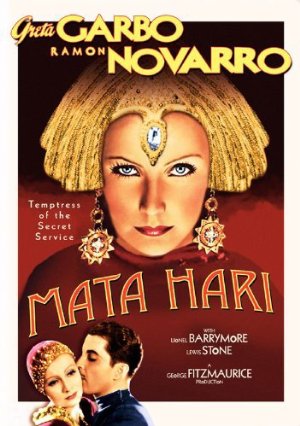 Greta GARBO
RAMON
NOVARRO
Temptress
of the
Secret
Service
MATA HARI
WITH
LIONEL BARRYMORE
LEWIS STONE
A
GEORGE FITZMAURICE
PRODUCTION